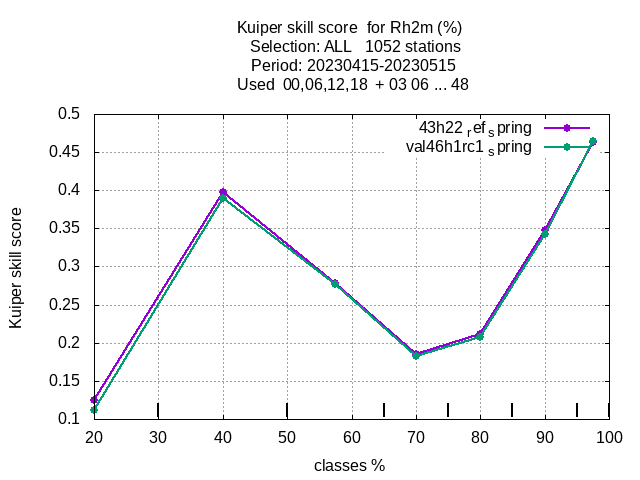 Kuiper skill score for Rh2m (%)
Selection: ALL 1052 stations
Period: 20230415-20230515
Used 00,06,12,18 + 03 06 ... 48
43h22refspring
val46h1rc1spring
0.5
0.45
0.4
0.35
0.3
0.25
0.2
0.15
0.1
Kuiper skill score
20 30 40 50 60 70 80 90 100
classes %